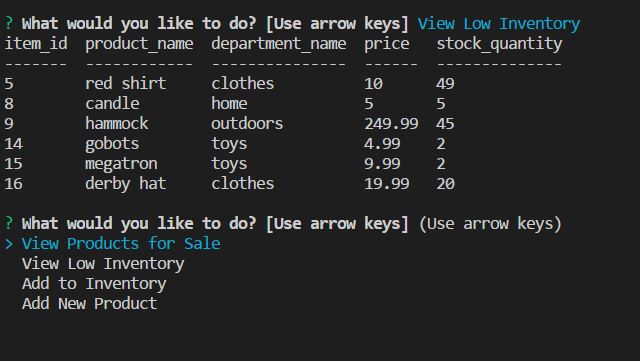 ? What would you like to do? [Use arrow keys] View Low Inventory
item_id  product_name  department_name  price   stock_quantity
-------  ------------  ---------------  ------  --------------
5        red shirt     clothes          10      49
8        candle        home             5       5
9        hammock       outdoors         249.99  45
14       gobots        toys             4.99    2
15       megatron      toys             9.99    2
16       derby hat     clothes          19.99   20
? What would you like to do? [Use arrow keys] (Use arrow keys)
> View Products for Sale
  View Low Inventory
  Add to Inventory
  Add New Product